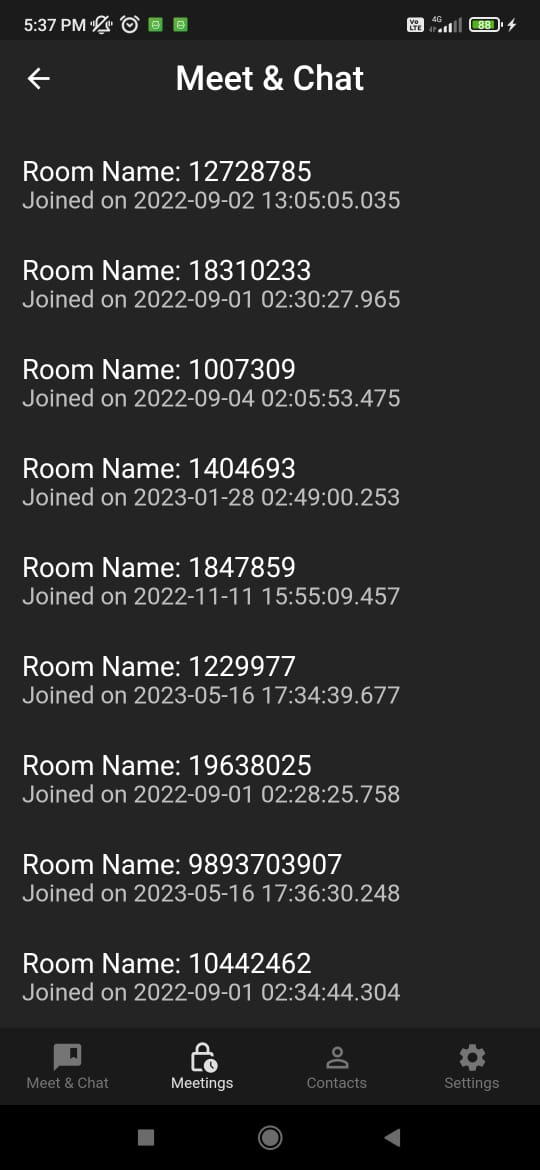 5:37 PM
Vo LTE
4G
88
Meet & Chat
Room Name: 12728785
Joined on 2022-09-02 13:05:05.035
Room Name: 18310233
Joined on 2022-09-01 02:30:27.965
Room Name: 1007309
Joined on 2022-09-04 02:05:53.475
Room Name: 1404693
Joined on 2023-01-28 02:49:00.253
Room Name: 1847859
Joined on 2022-11-11 15:55:09.457
Room Name: 1229977
Joined on 2023-05-16 17:34:39.677
Room Name: 19638025
Joined on 2022-09-01 02:28:25.758
Room Name: 9893703907
Joined on 2023-05-16 17:36:30.248
Room Name: 10442462
Joined on 2022-09-01 02:34:44.304
Meet & Chat
Meetings
Contacts
Settings